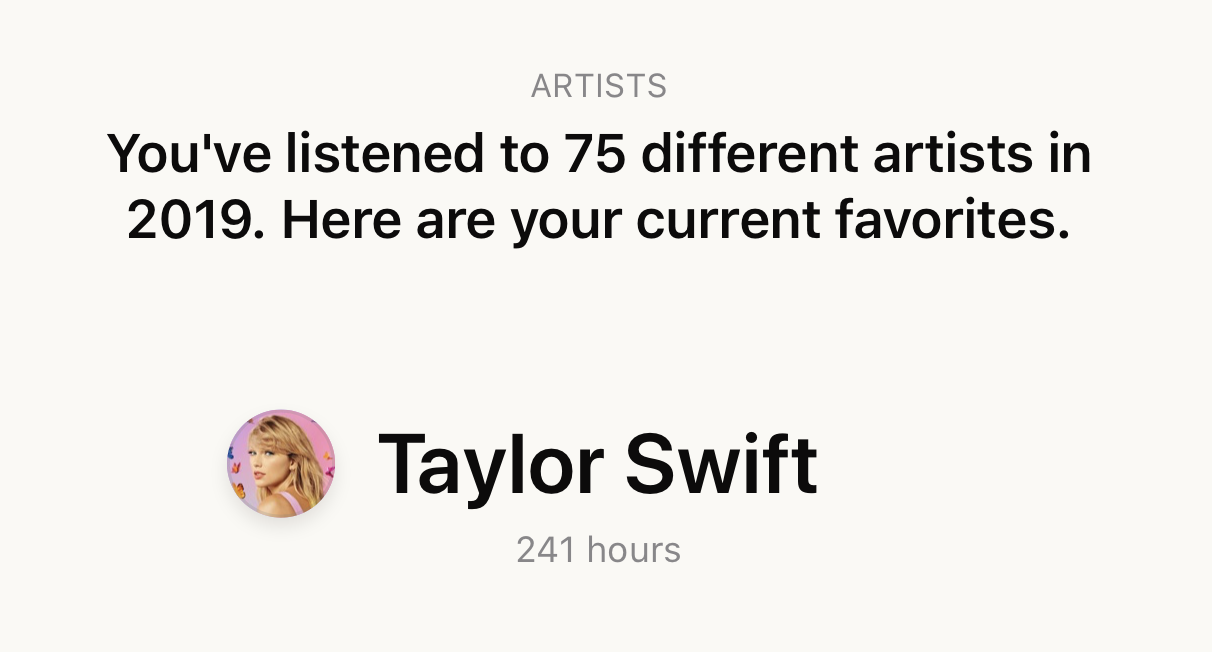 ARTISTS
You've listened to 75 different artists in
2019. Here are your current favorites.
Taylor Swift
241 hours